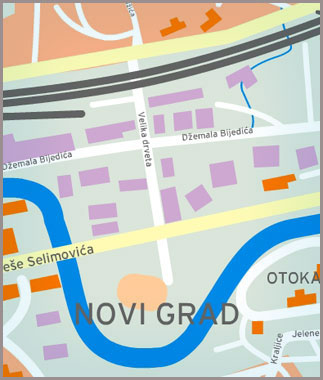 Velika drveta
Džemala Bijedića
Džemala Bijedića
eše Selimovića
OTOKA
NOVI GRAD
Jelene
Kraljice